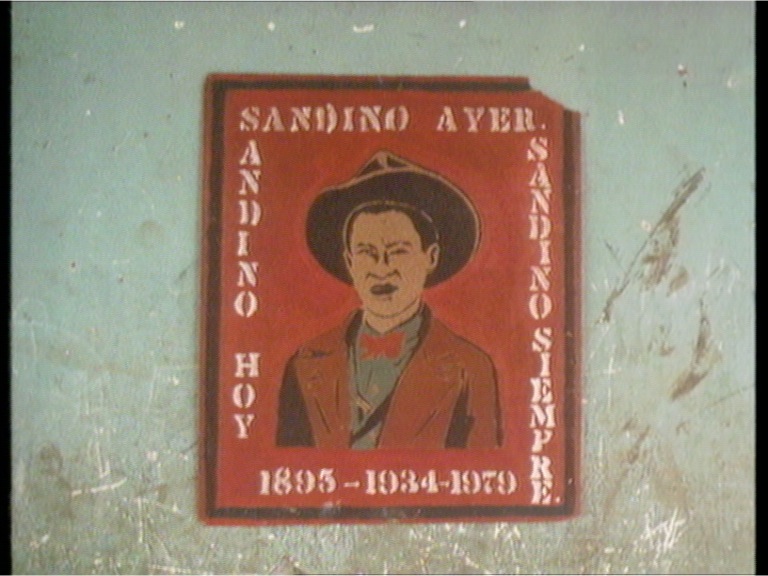 SANDINO AYER.
SANDINO HOY
SANDINO SIEMPRE.
1895-1934-1979